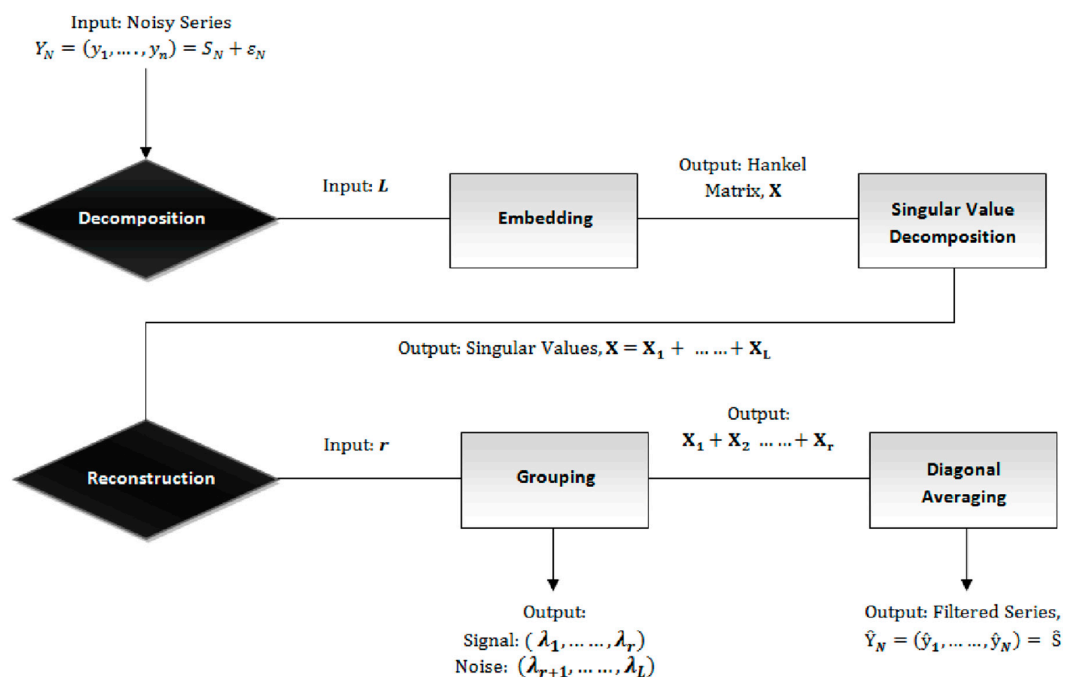 Input: Noisy Series
Y_N = (y_1, …. , y_n) = S_N + ε_N
Decomposition
Input: L
Embedding
Output: Hankel
Matrix, X
Singular Value
Decomposition
Output: Singular Values, X = X_1 + … … + X_L
Reconstruction
Input: r
Grouping
Output:
X_1 + X_2 … … + X_r
Diagonal
Averaging
Output:
Signal: (λ_1, … … , λ_r)
Noise: (λ_{r+1}, … … , λ_L)
Output: Filtered Series,
Ŷ_N = (ŷ_1, … … , ŷ_N) = Ŝ